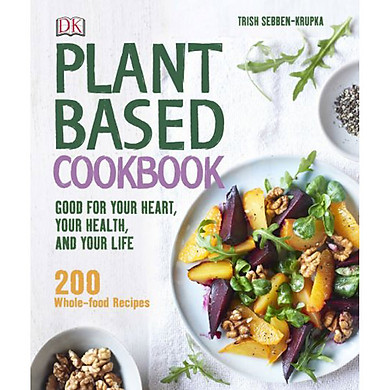 DK
TRISH SEBBEN-KRUPKA
PLANT
BASED
COOKBOOK
GOOD FOR YOUR HEART,
YOUR HEALTH,
AND YOUR LIFE
200
Whole-food Recipes